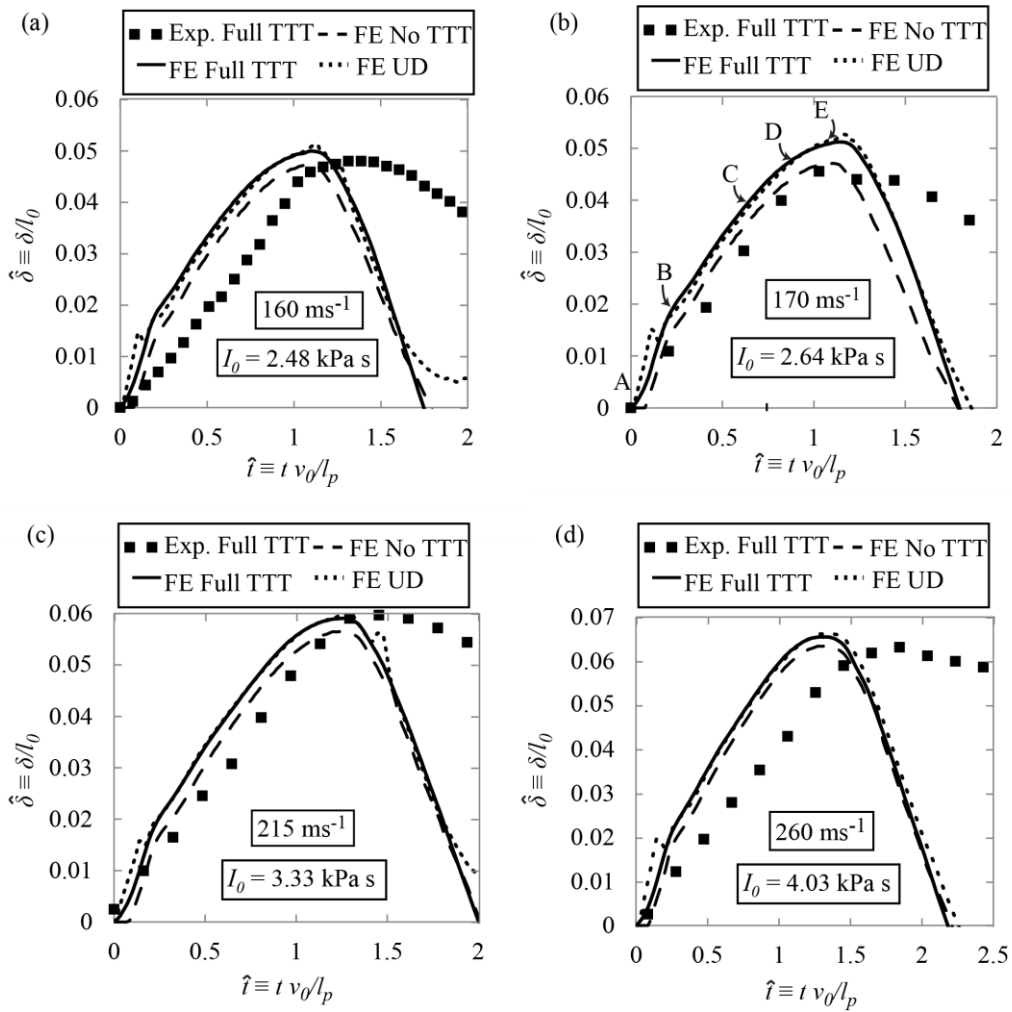 (a)
Exp. Full TTT
FE No TTT
FE Full TTT
FE UD
0.06
0.05
0.04
0.03
0.02
0.01
0
δ̂ ≡ δ/l₀
160 ms⁻¹
I₀ = 2.48 kPa s
0 0.5 1 1.5 2
t̂ ≡ t v₀/lₚ
(b)
Exp. Full TTT
FE No TTT
FE Full TTT
FE UD
0.06
0.05
0.04
0.03
0.02
0.01
0
δ̂ ≡ δ/l₀
A
B
C
D
E
170 ms⁻¹
I₀ = 2.64 kPa s
0 0.5 1 1.5 2
t̂ ≡ t v₀/lₚ
(c)
Exp. Full TTT
FE No TTT
FE Full TTT
FE UD
0.06
0.05
0.04
0.03
0.02
0.01
0
δ̂ ≡ δ/l₀
215 ms⁻¹
I₀ = 3.33 kPa s
0 0.5 1 1.5 2
t̂ ≡ t v₀/lₚ
(d)
Exp. Full TTT
FE No TTT
FE Full TTT
FE UD
0.07
0.06
0.05
0.04
0.03
0.02
0.01
0
δ̂ ≡ δ/l₀
260 ms⁻¹
I₀ = 4.03 kPa s
0 0.5 1 1.5 2 2.5
t̂ ≡ t v₀/lₚ